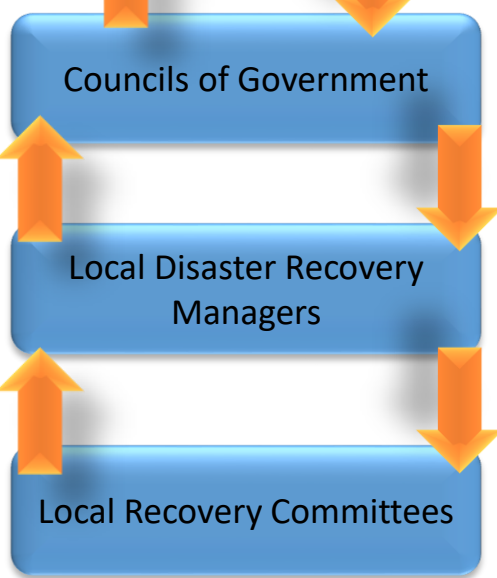 Councils of Government
Local Disaster Recovery
Managers
Local Recovery Committees